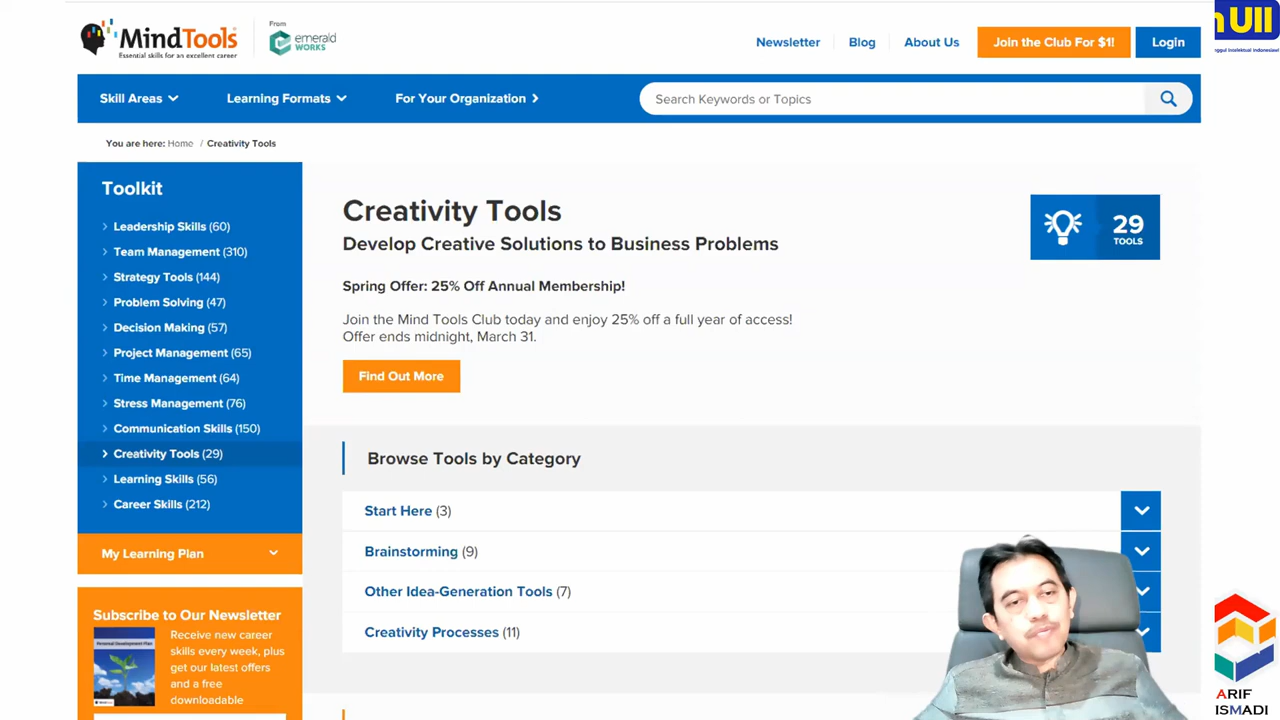 MindTools
Essential skills for an excellent career
From
emerald
WORKS
Newsletter
Blog
About Us
Join the Club For $1!
Login
UII
Skill Areas
Learning Formats
For Your Organization
Search Keywords or Topics
You are here: Home / Creativity Tools
Toolkit
Leadership Skills (60)
Team Management (310)
Strategy Tools (144)
Problem Solving (47)
Decision Making (57)
Project Management (65)
Time Management (64)
Stress Management (76)
Communication Skills (150)
Creativity Tools (29)
Learning Skills (56)
Career Skills (212)
My Learning Plan
Subscribe to Our Newsletter
Personal Development Plan
Receive new career
skills every week, plus
get our latest offers
and a free
downloadable
Creativity Tools
Develop Creative Solutions to Business Problems
29
TOOLS
Spring Offer: 25% Off Annual Membership!
Join the Mind Tools Club today and enjoy 25% off a full year of access!
Offer ends midnight, March 31.
Find Out More
Browse Tools by Category
Start Here (3)
Brainstorming (9)
Other Idea-Generation Tools (7)
Creativity Processes (11)
ARIF
ISMADI